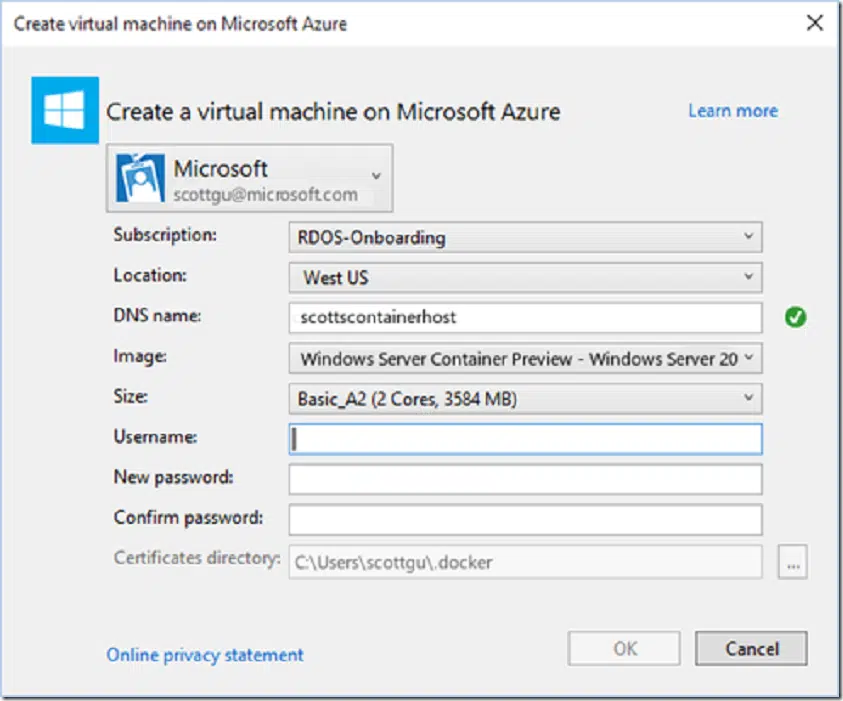 Create virtual machine on Microsoft Azure
Create a virtual machine on Microsoft Azure
Learn more
Microsoft
scottgu@microsoft.com
Subscription: RDOS-Onboarding
Location: West US
DNS name: scottscontainerhost
Image: Windows Server Container Preview - Windows Server 20
Size: Basic_A2 (2 Cores, 3584 MB)
Username:
New password:
Confirm password:
Certificates directory: C:\Users\scottgu\.docker
...
Online privacy statement
OK
Cancel